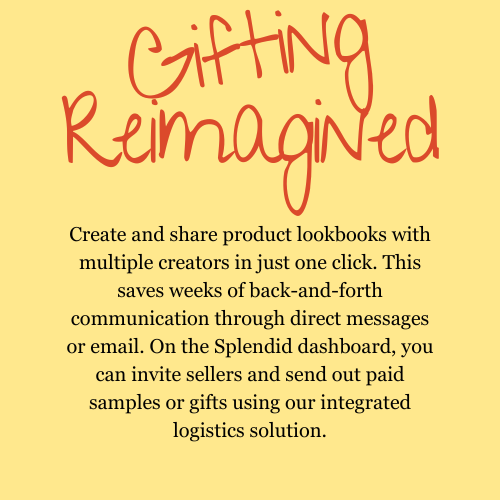 Gifting
Reimagined
Create and share product lookbooks with
multiple creators in just one click. This
saves weeks of back-and-forth
communication through direct messages
or email. On the Splendid dashboard, you
can invite sellers and send out paid
samples or gifts using our integrated
logistics solution.